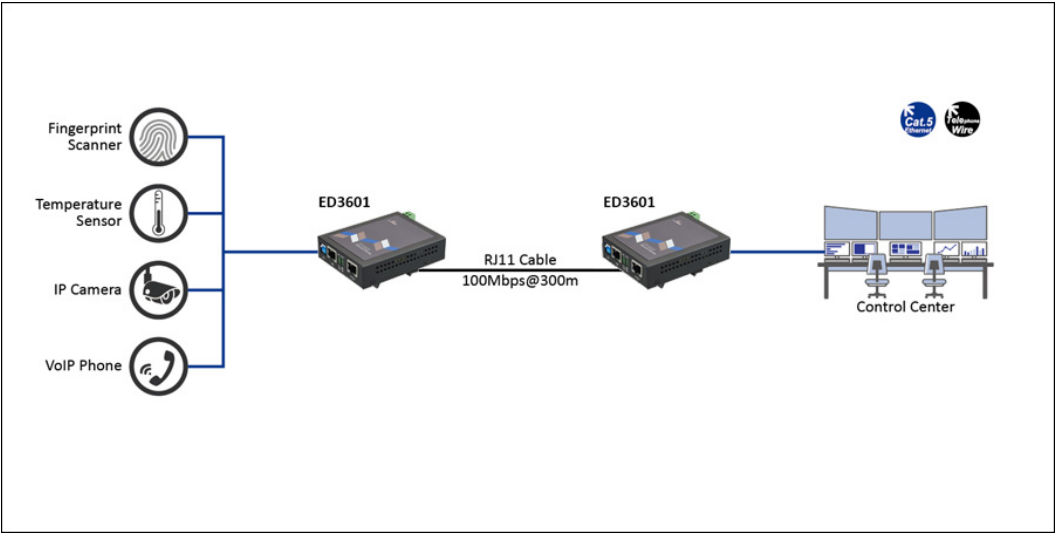 Fingerprint
Scanner
Temperature
Sensor
IP Camera
VoIP Phone
ED3601
RJ11 Cable
100Mbps@300m
ED3601
Cat.5
Ethernet
Telephone
Wire
Control Center